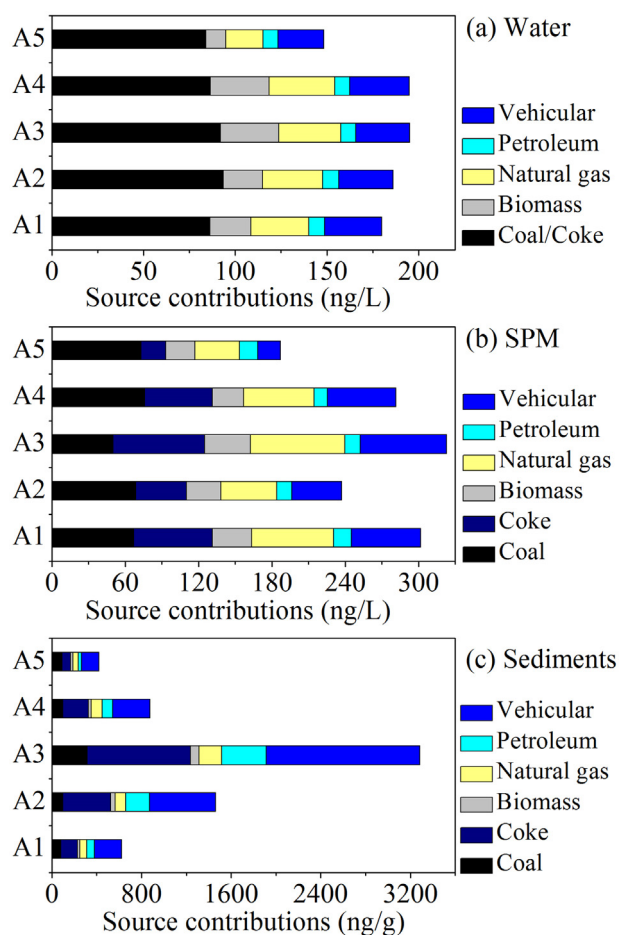 (a) Water
A5
A4
A3
A2
A1
Vehicular
Petroleum
Natural gas
Biomass
Coal/Coke
0 50 100 150 200
Source contributions (ng/L)
(b) SPM
A5
A4
A3
A2
A1
Vehicular
Petroleum
Natural gas
Biomass
Coke
Coal
0 60 120 180 240 300
Source contributions (ng/L)
(c) Sediments
A5
A4
A3
A2
A1
Vehicular
Petroleum
Natural gas
Biomass
Coke
Coal
0 800 1600 2400 3200
Source contributions (ng/g)